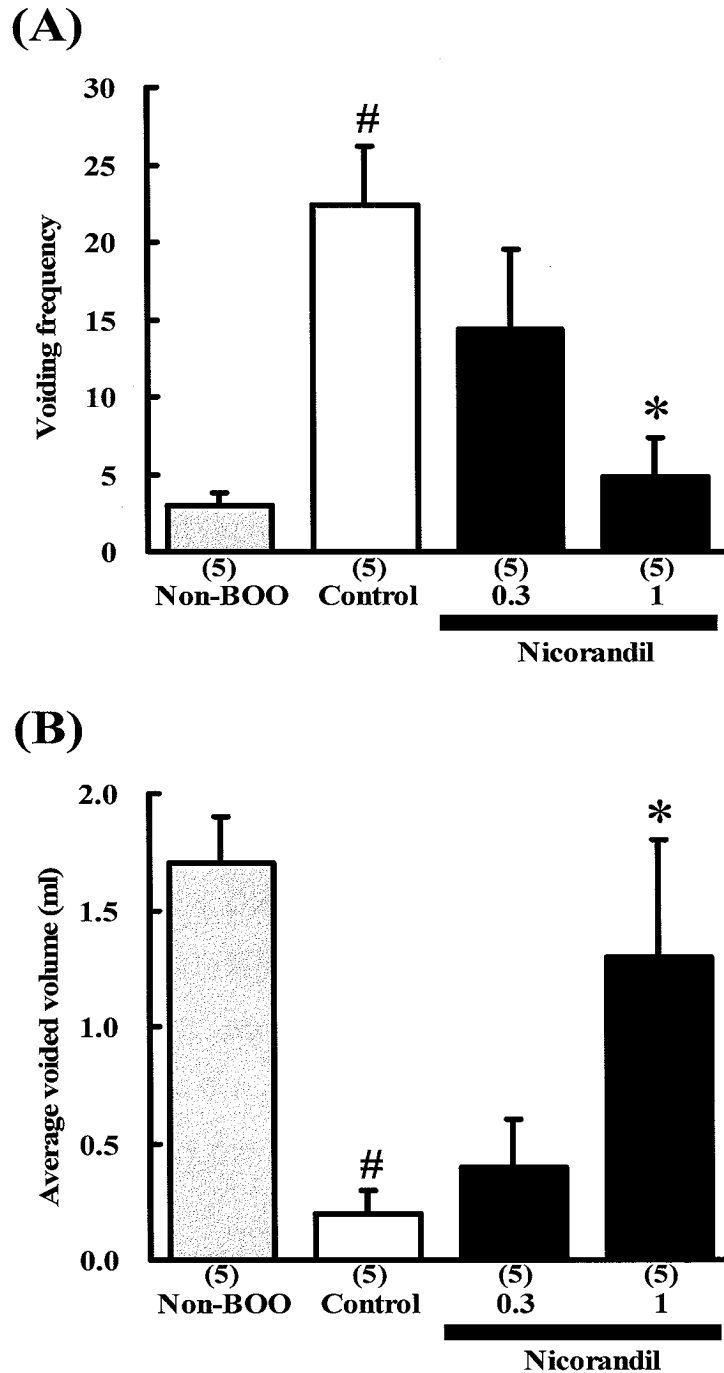 (A)
30
25
20
15
10
5
0
Voiding frequency
#
*
(5) (5) (5) (5)
Non-BOO Control 0.3 1
Nicorandil
(B)
2.0
1.5
1.0
0.5
0.0
Average voided volume (ml)
#
*
(5) (5) (5) (5)
Non-BOO Control 0.3 1
Nicorandil